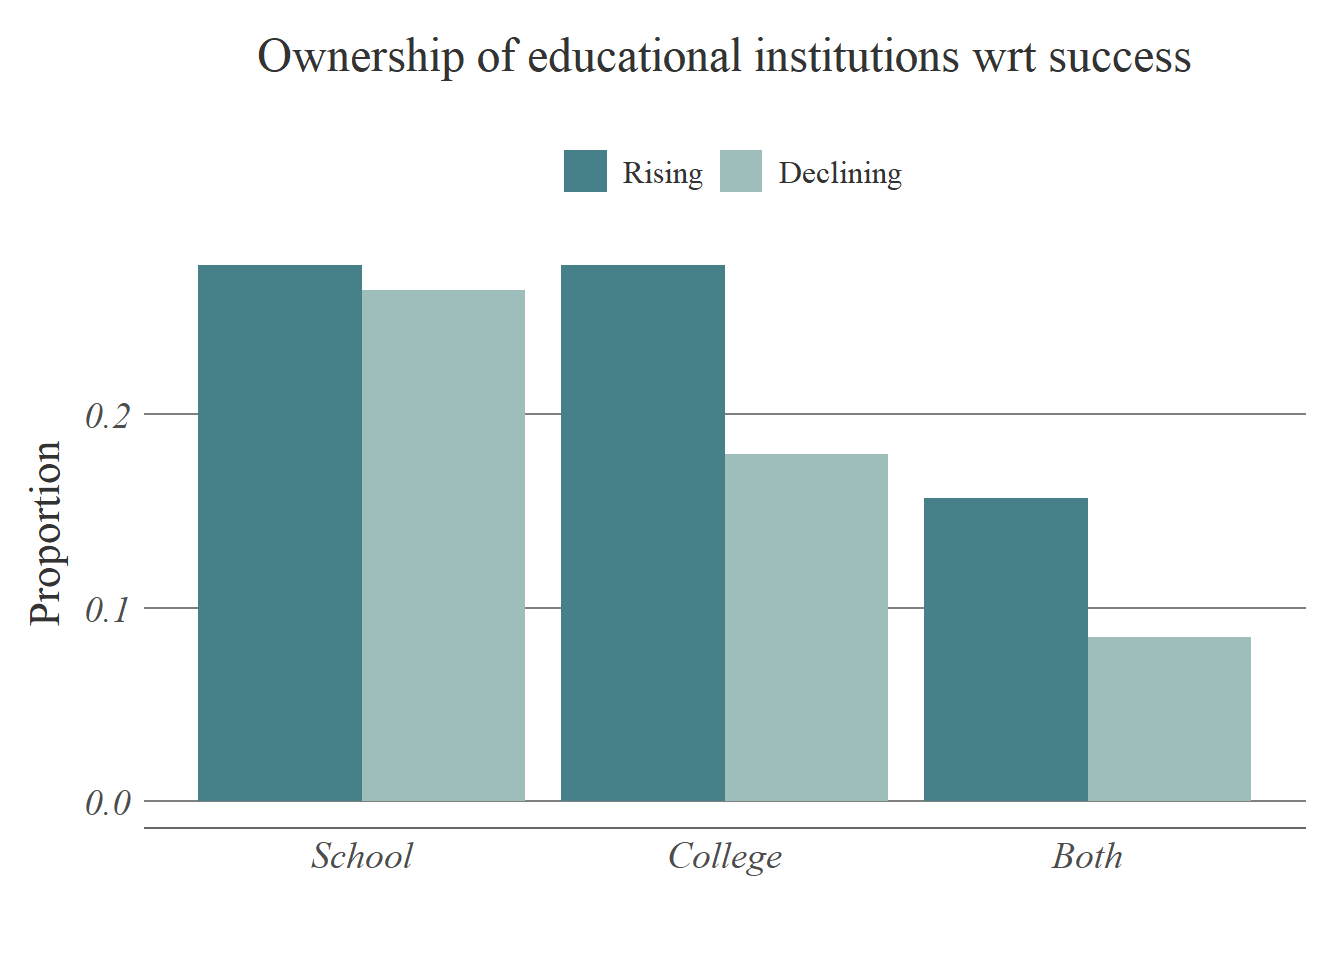 Ownership of educational institutions wrt success
Rising Declining
Proportion
0.2
0.1
0.0
School College Both